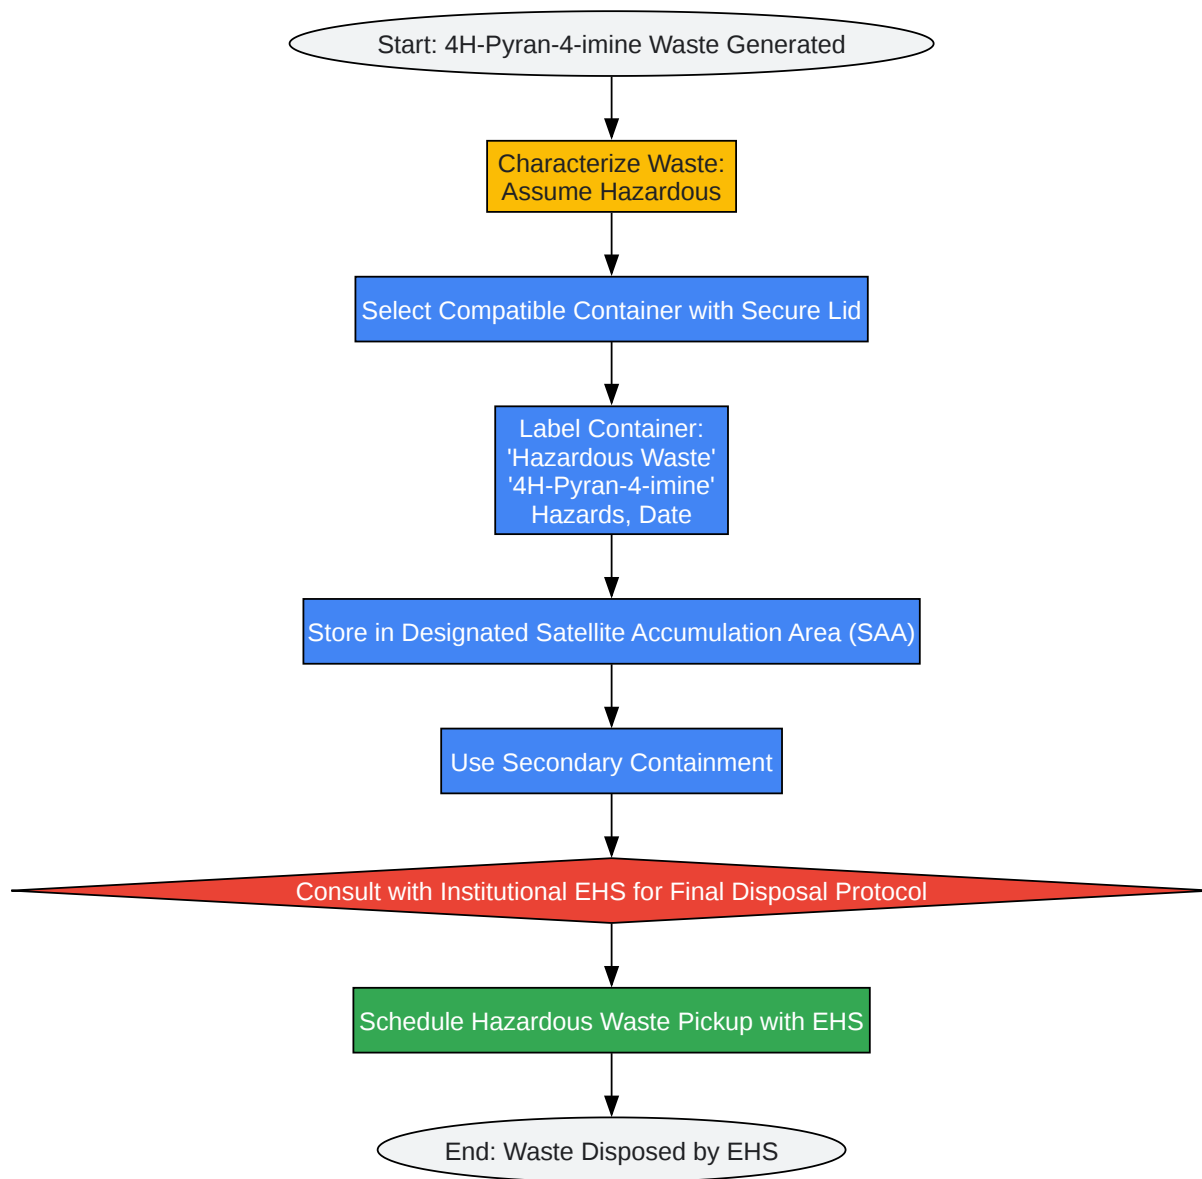 Start: 4H-Pyran-4-imine Waste Generated
Characterize Waste:
Assume Hazardous
Select Compatible Container with Secure Lid
Label Container:
'Hazardous Waste'
'4H-Pyran-4-imine'
Hazards, Date
Store in Designated Satellite Accumulation Area (SAA)
Use Secondary Containment
Consult with Institutional EHS for Final Disposal Protocol
Schedule Hazardous Waste Pickup with EHS
End: Waste Disposed by EHS